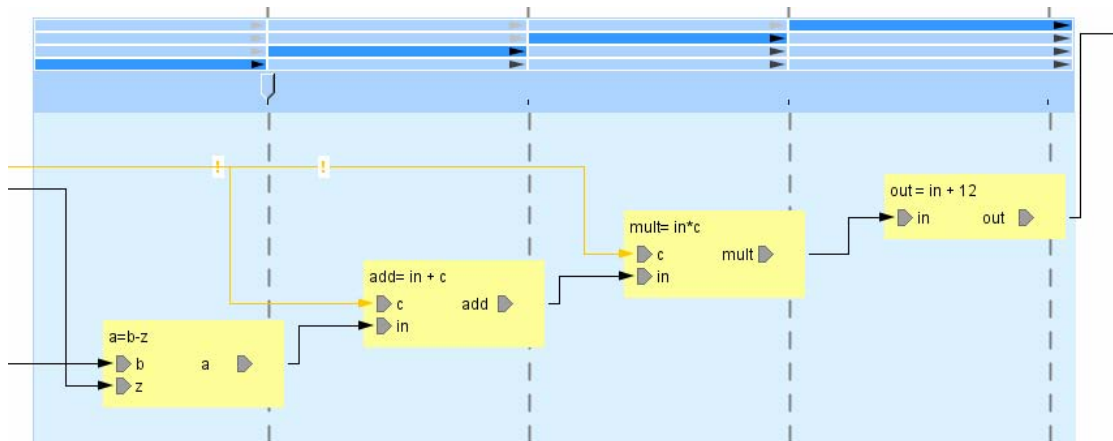 ! !
out = in + 12
in out
mult= in*c
c mult
in
add= in + c
c add
in
a=b-z
b a
z